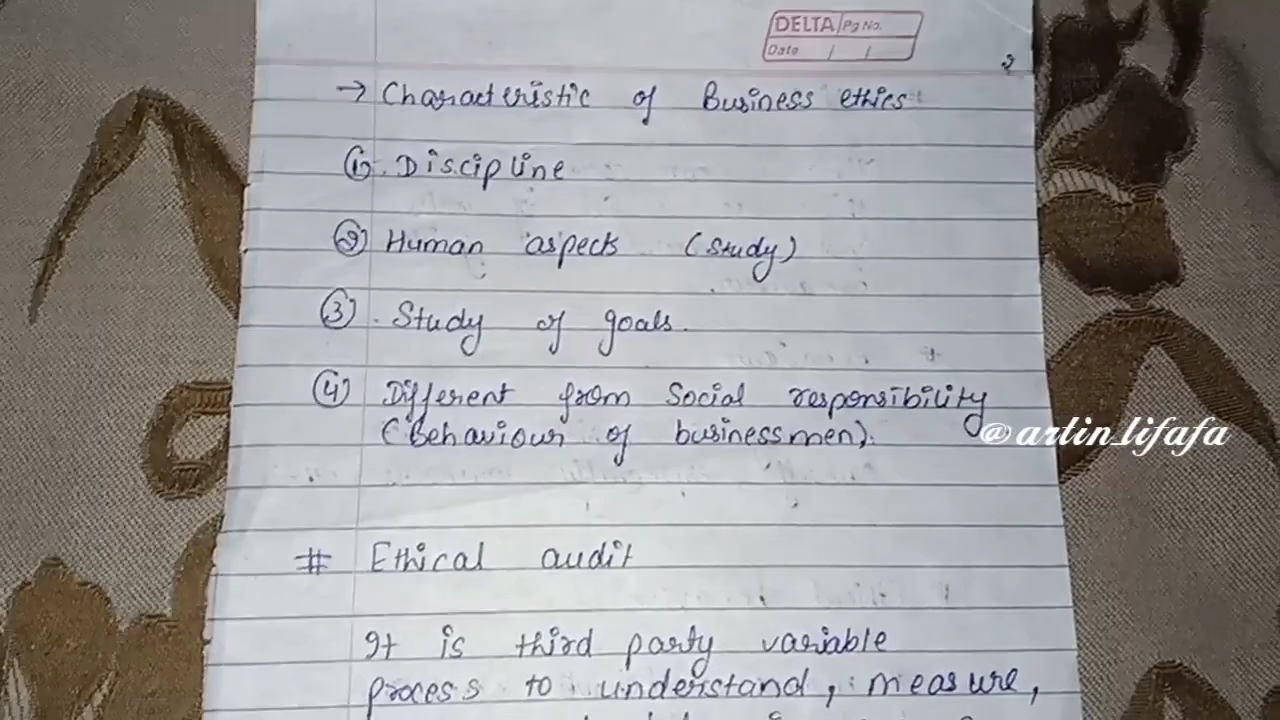 DELTA Pg No.
Date / /
2
→ Characteristic of Business ethics
① Discipline
② Human aspects (study)
③ Study of goals.
④ Different from Social responsibility
(Behaviour of businessmen).
@artin_lifafa
# Ethical audit
It is third party variable
process to understand, measure,